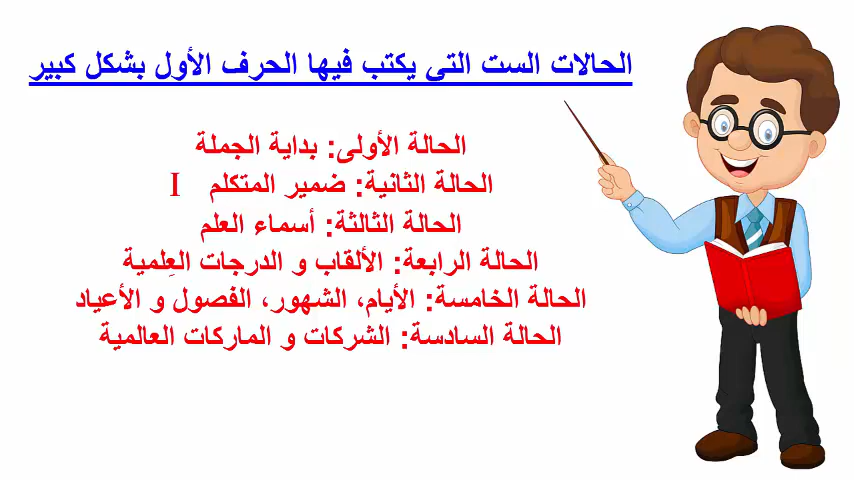 الحالات الست التي يكتب فيها الحرف الأول بشكل كبير
الحالة الأولى: بداية الجملة
الحالة الثانية: ضمير المتكلم I
الحالة الثالثة: أسماء العلم
الحالة الرابعة: الألقاب و الدرجات العِلمية
الحالة الخامسة: الأيام، الشهور، الفصول و الأعياد
الحالة السادسة: الشركات و الماركات العالمية